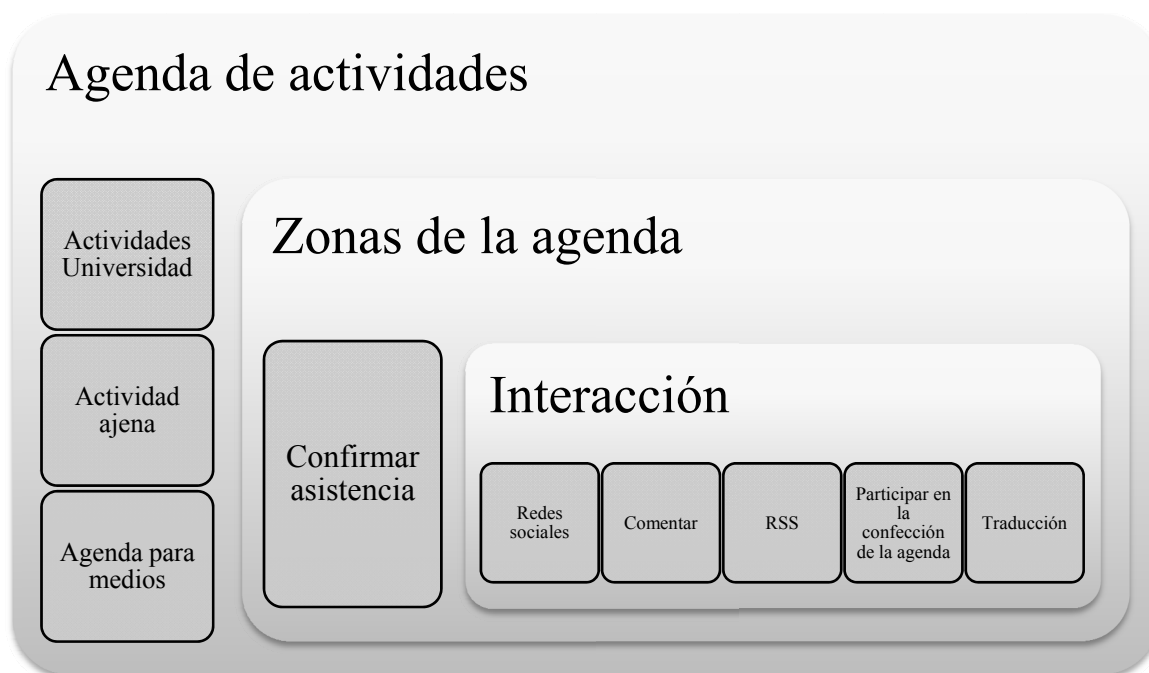 Agenda de actividades
Actividades
Universidad
Actividad
ajena
Agenda para
medios
Zonas de la agenda
Confirmar
asistencia
Interacción
Redes
sociales
Comentar
RSS
Participar en
la
confección
de la agenda
Traducción